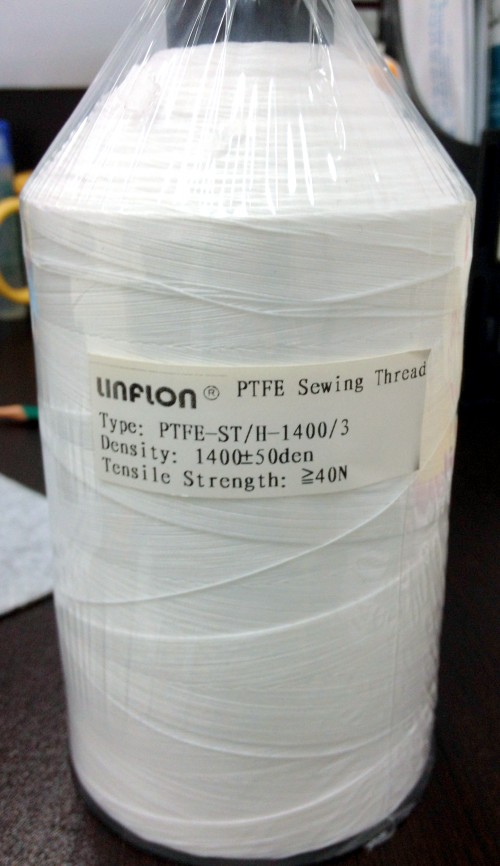 LINFLON® PTFE Sewing Thread
Type: PTFE-ST/H-1400/3
Density: 1400±50den
Tensile Strength: ≧40N